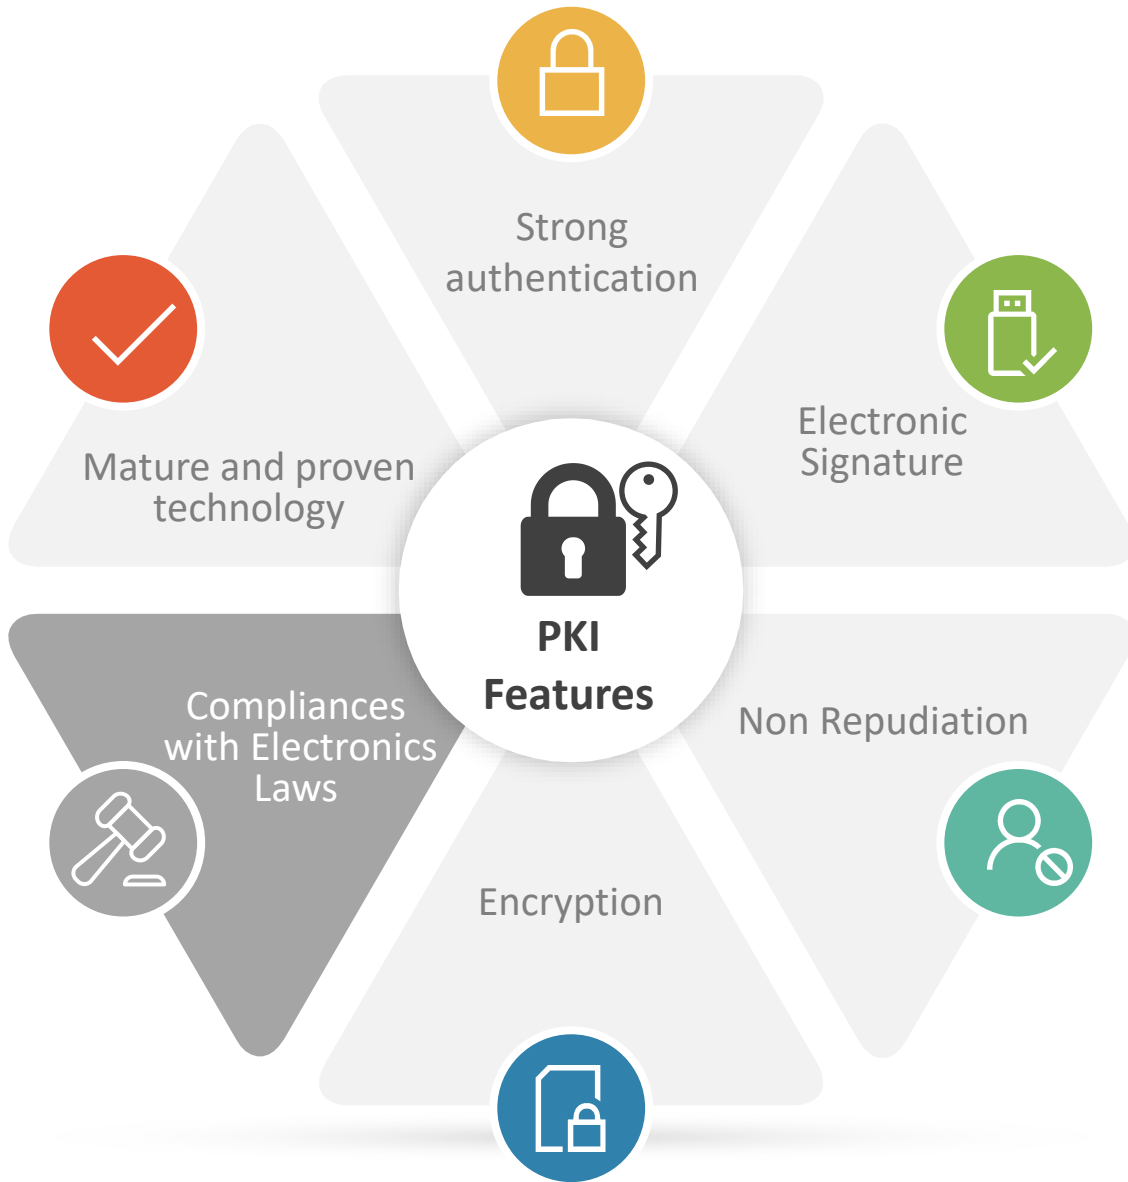 Strong
authentication
Electronic
Signature
Mature and proven
technology
PKI
Features
Compliances
with Electronics
Laws
Non Repudiation
Encryption